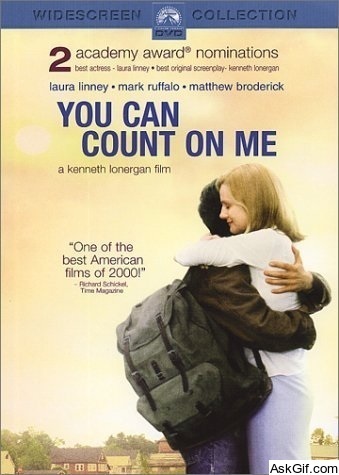 WIDESCREEN COLLECTION
DVD
2 academy award® nominations
best actress - laura linney • best original screenplay- kenneth lonergan
laura linney • mark ruffalo • matthew broderick
YOU CAN
COUNT ON ME
a kenneth lonergan film
"One of the
best American
films of 2000!"
- Richard Schickel,
Time Magazine
AskGif.com